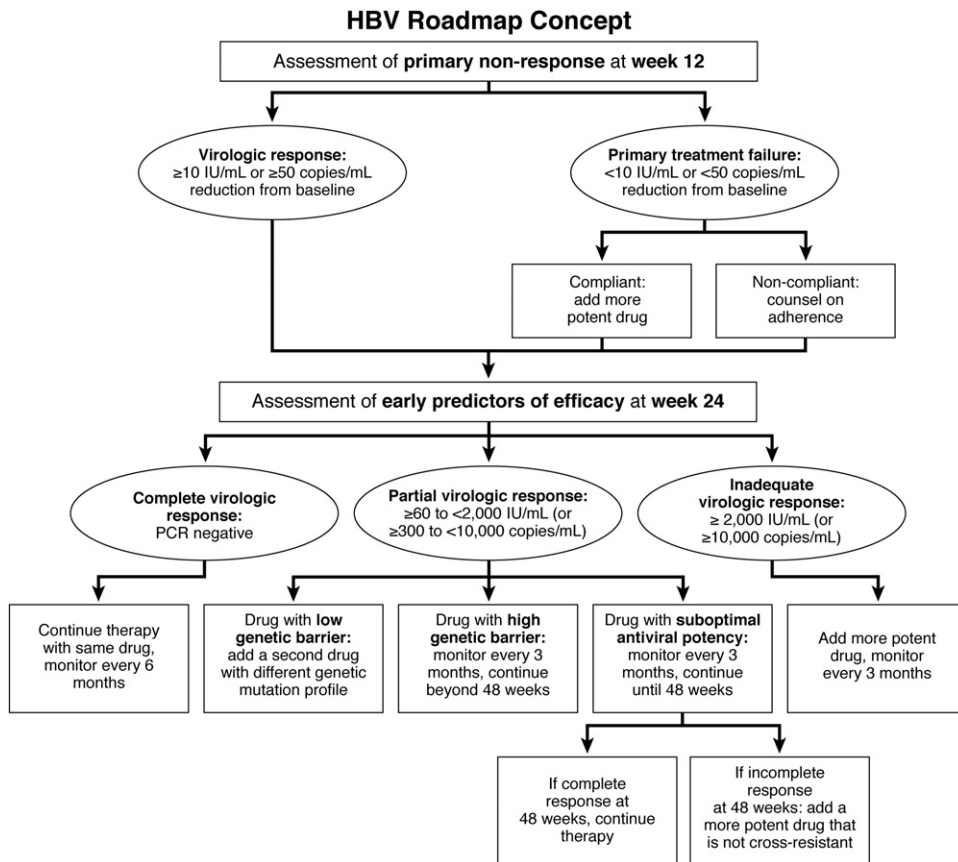 HBV Roadmap Concept
Assessment of primary non-response at week 12
Virologic response:
≥10 IU/mL or ≥50 copies/mL
reduction from baseline
Primary treatment failure:
<10 IU/mL or <50 copies/mL
reduction from baseline
Compliant:
add more
potent drug
Non-compliant:
counsel on
adherence
Assessment of early predictors of efficacy at week 24
Complete virologic
response:
PCR negative
Partial virologic response:
≥60 to <2,000 IU/mL (or
≥300 to <10,000 copies/mL)
Inadequate
virologic response:
≥ 2,000 IU/mL (or
≥10,000 copies/mL)
Continue therapy
with same drug,
monitor every 6
months
Drug with low
genetic barrier:
add a second drug
with different genetic
mutation profile
Drug with high
genetic barrier:
monitor every 3
months, continue
beyond 48 weeks
Drug with suboptimal
antiviral potency:
monitor every 3
months, continue
until 48 weeks
Add more potent
drug, monitor
every 3 months
If complete
response at
48 weeks, continue
therapy
If incomplete
response
at 48 weeks: add a
more potent drug that
is not cross-resistant